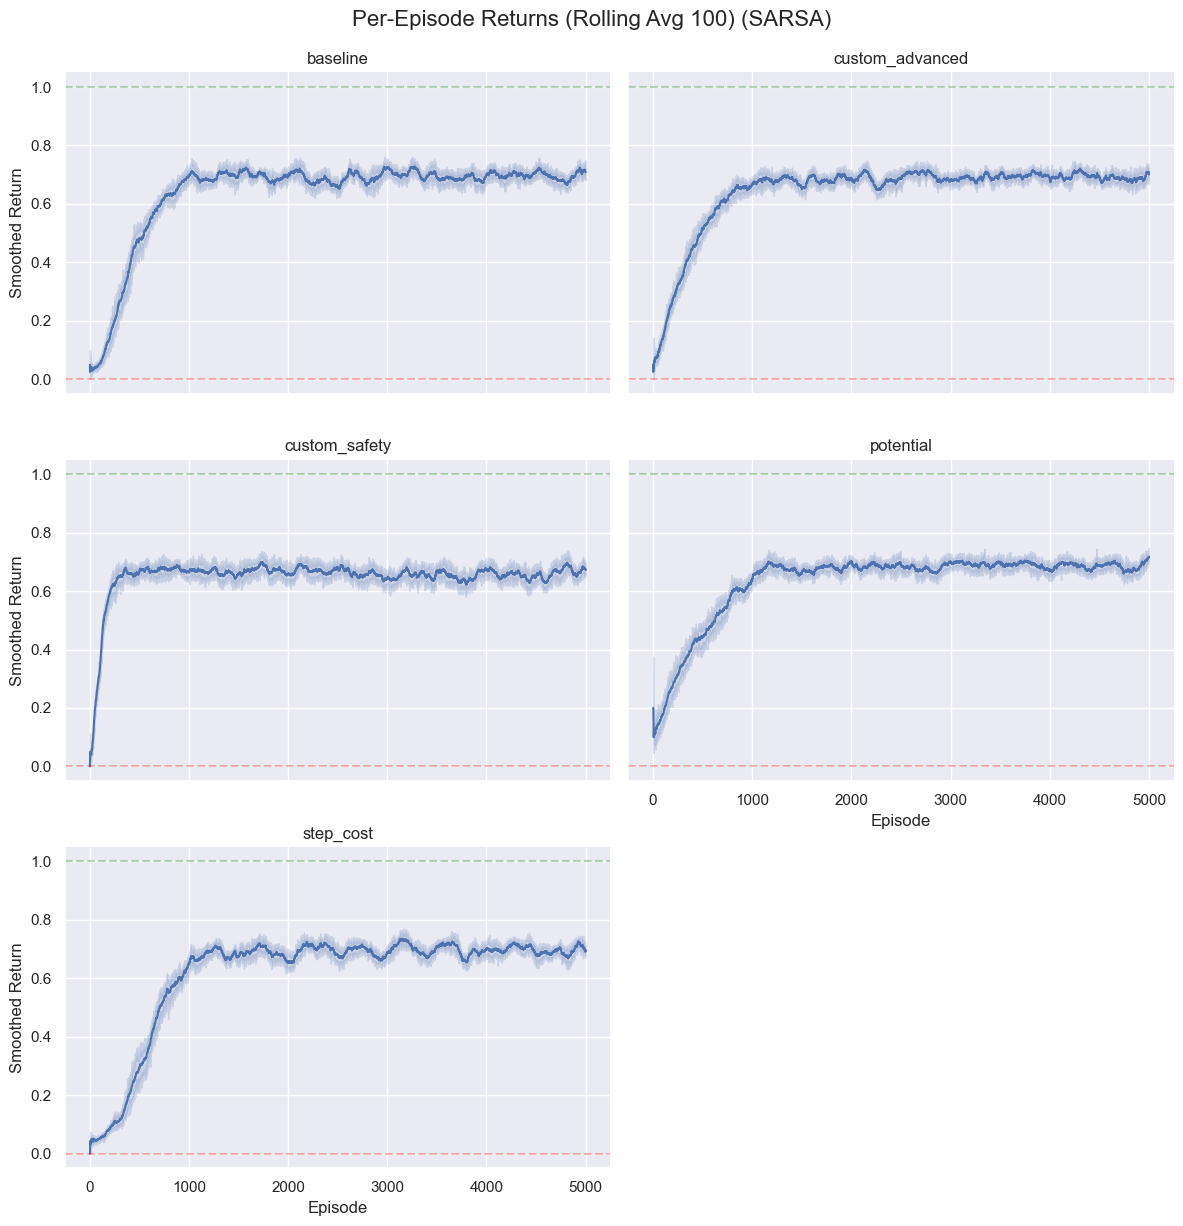 Per-Episode Returns (Rolling Avg 100) (SARSA)
baseline
1.0
0.8
0.6
0.4
0.2
0.0
Smoothed Return
custom_advanced
custom_safety
1.0
0.8
0.6
0.4
0.2
0.0
Smoothed Return
potential
0 1000 2000 3000 4000 5000
Episode
step_cost
1.0
0.8
0.6
0.4
0.2
0.0
Smoothed Return
0 1000 2000 3000 4000 5000
Episode